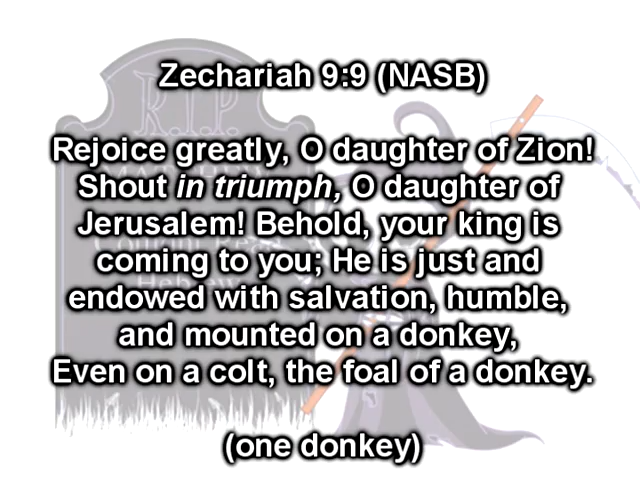 Zechariah 9:9 (NASB)
Rejoice greatly, O daughter of Zion!
Shout in triumph, O daughter of
Jerusalem! Behold, your king is
coming to you; He is just and
endowed with salvation, humble,
and mounted on a donkey,
Even on a colt, the foal of a donkey.
(one donkey)
R.I.P.